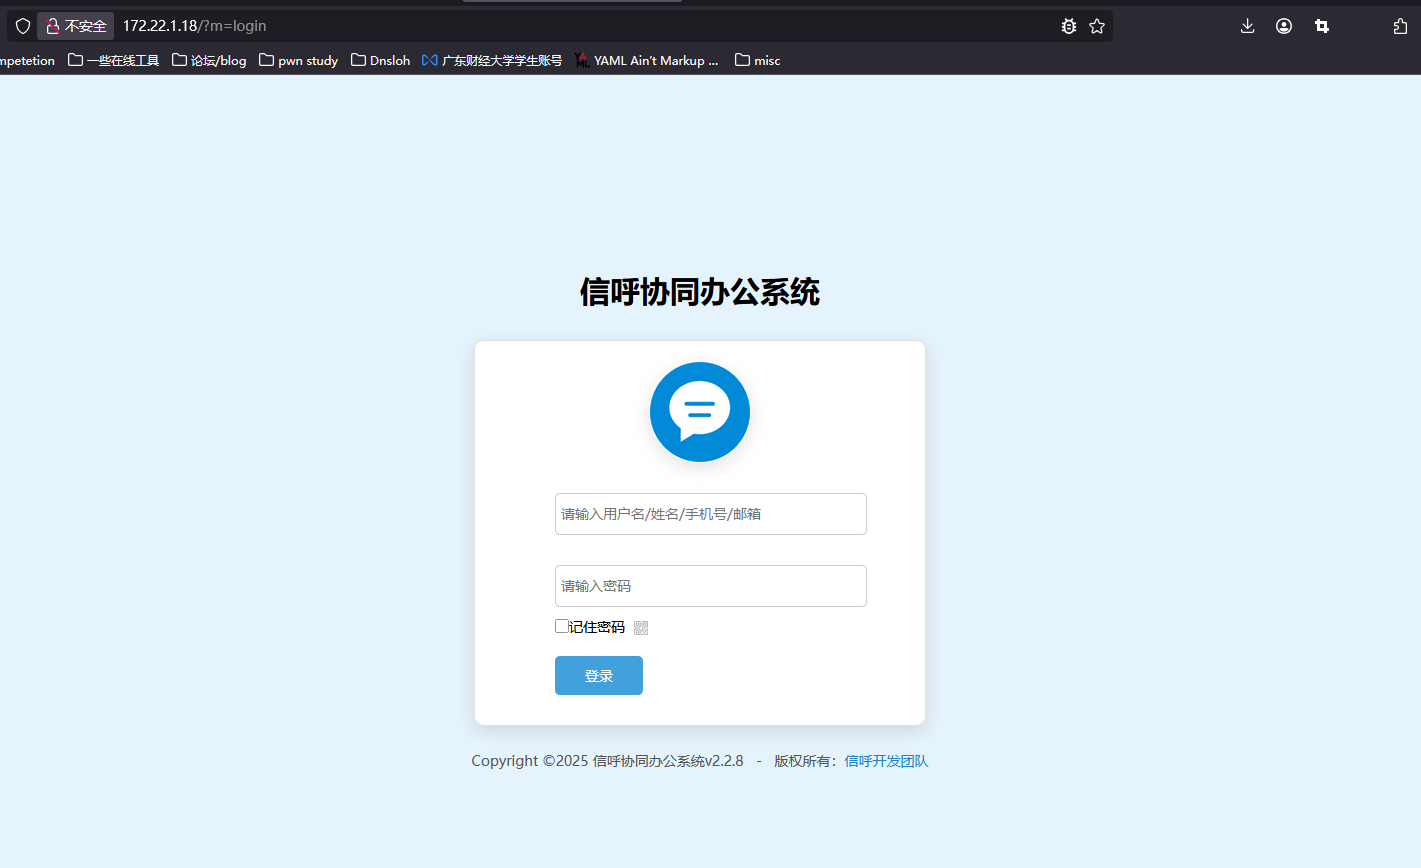 不安全 172.22.1.18/?m=login
mpetetion 一些在线工具 论坛/blog pwn study Dnsloh 广东财经大学学生账号 YAML Ain't Markup ... misc
信呼协同办公系统
请输入用户名/姓名/手机号/邮箱
请输入密码
记住密码
登录
Copyright ©2025 信呼协同办公系统v2.2.8 - 版权所有：信呼开发团队